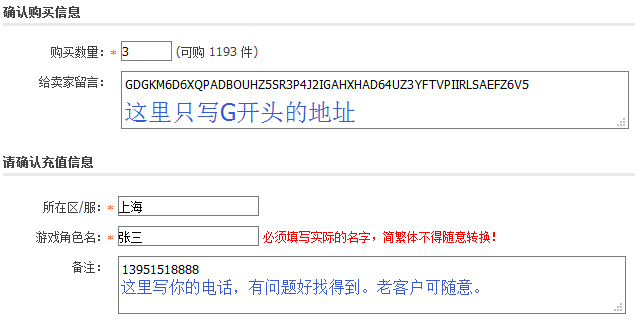 确认购买信息
购买数量：* 3 (可购 1193 件)
给卖家留言： GDGKM6D6XQPADBOUHZ5SR3P4J2IGAHXHAD64UZ3YFTVPIIRLSAEFZ6V5
这里只写G开头的地址
请确认充值信息
所在区/服：* 上海
游戏角色名：* 张三 必须填写实际的名字，简繁体不得随意转换！
备注： 13951518888
这里写你的电话，有问题好找得到。老客户可随意。